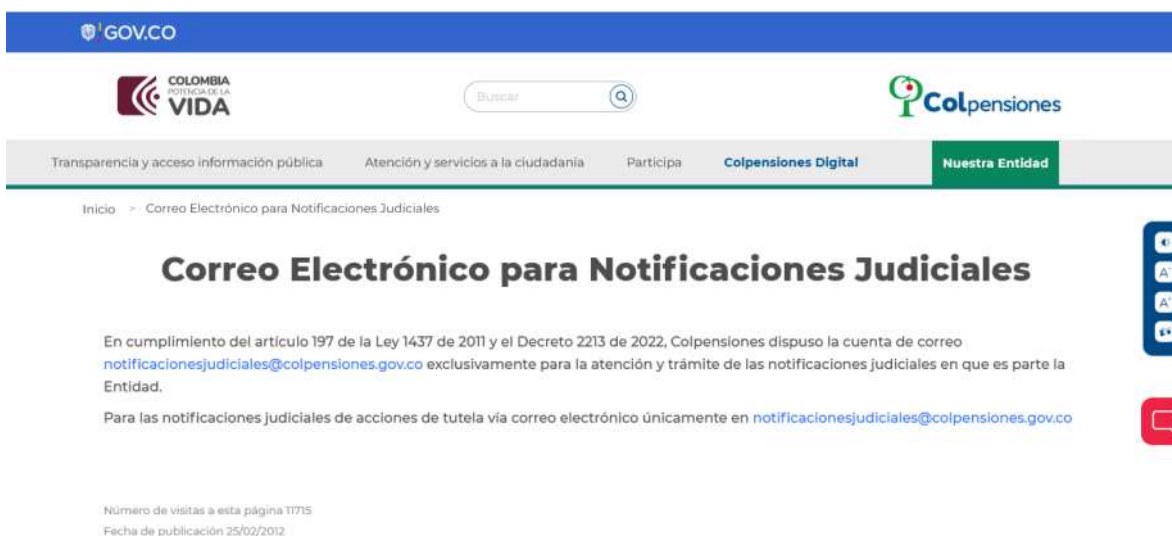 GOV.CO
COLOMBIA
POTENCIA DE LA
VIDA
Buscar
Colpensiones
Transparencia y acceso información pública Atención y servicios a la ciudadanía Participa Colpensiones Digital Nuestra Entidad
Inicio > Correo Electrónico para Notificaciones Judiciales
Correo Electrónico para Notificaciones Judiciales
En cumplimiento del artículo 197 de la Ley 1437 de 2011 y el Decreto 2213 de 2022, Colpensiones dispuso la cuenta de correo
notificacionesjudiciales@colpensiones.gov.co exclusivamente para la atención y trámite de las notificaciones judiciales en que es parte la
Entidad.
Para las notificaciones judiciales de acciones de tutela vía correo electrónico únicamente en notificacionesjudiciales@colpensiones.gov.co
Número de visitas a esta página 11715
Fecha de publicación 25/02/2012